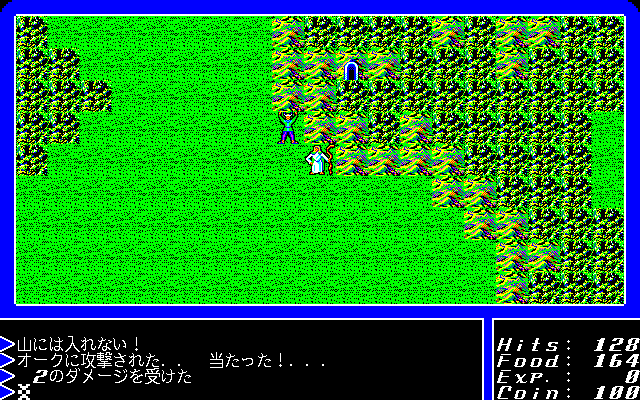 山には入れない！
オークに攻撃された．．　当たった！．．．
2のダメージを受けた
Hits: 128
Food: 164
Exp.: 0
Coin: 100